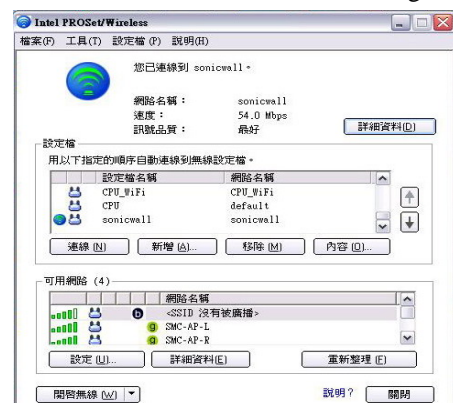 Intel PROSet/Wireless
檔案(F) 工具(T) 設定檔(P) 說明(H)
您已連線到 sonicwall。
網路名稱： sonicwall
速度： 54.0 Mbps
訊號品質： 最好
詳細資料(D)
設定檔
用以下指定的順序自動連線到無線設定檔。
設定檔名稱 網路名稱
CPU_WiFi CPU_WiFi
CPU default
sonicwall sonicwall
連線(N) 新增(A)... 移除(M) 內容(O)...
可用網路 (4)
網路名稱
b <SSID 沒有被廣播>
g SMC-AP-L
g SMC-AP-R
設定(U)... 詳細資料(E) 重新整理(F)
開啓無線(W) 說明? 關閉